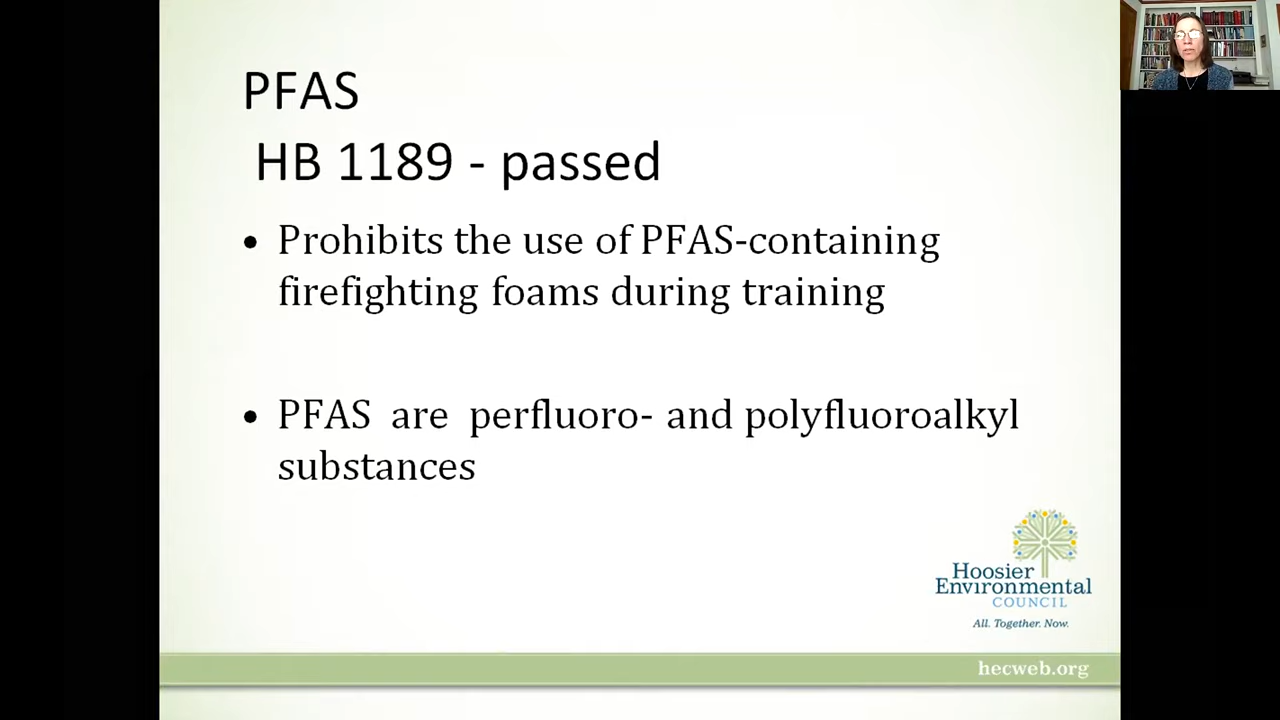 PFAS
HB 1189 - passed
• Prohibits the use of PFAS-containing
firefighting foams during training
• PFAS are perfluoro- and polyfluoroalkyl
substances
Hoosier
Environmental
COUNCIL
All. Together. Now.
hecweb.org